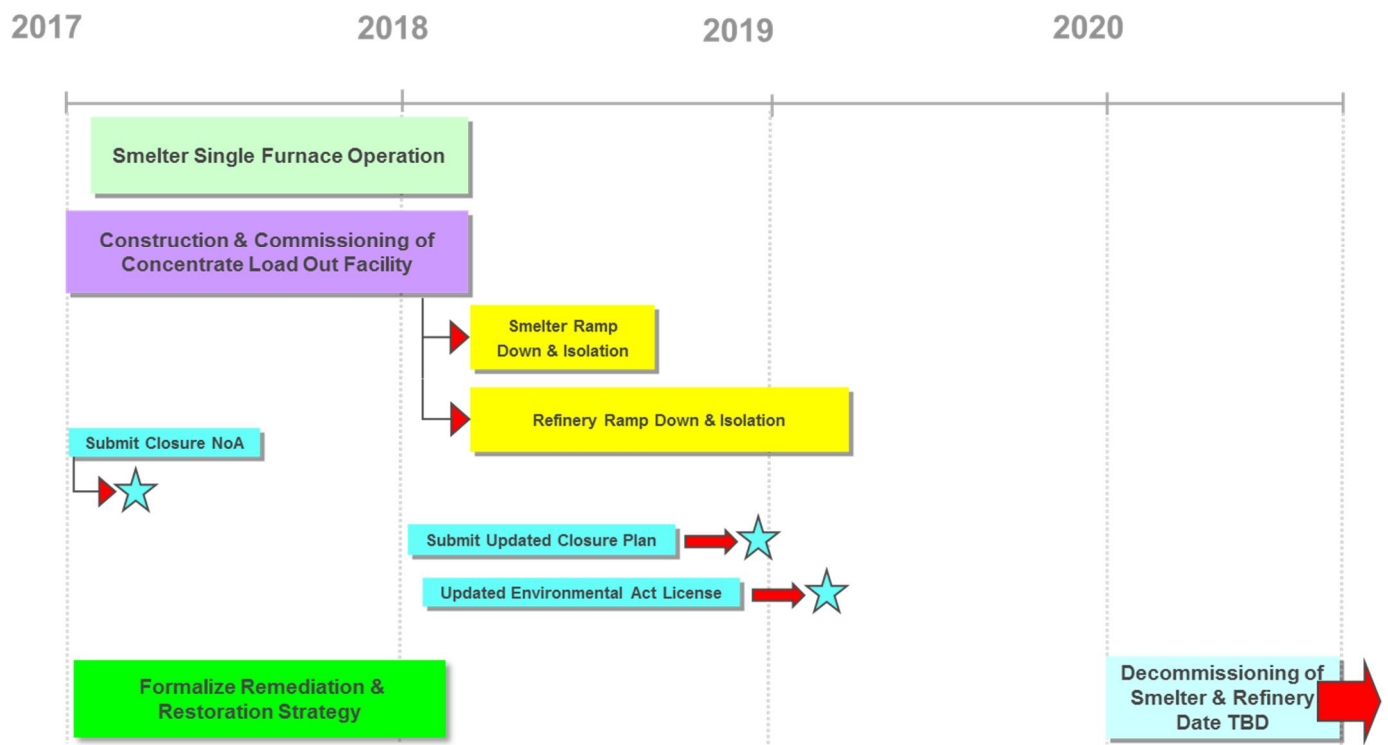 2017
2018
2019
2020
Smelter Single Furnace Operation
Construction & Commissioning of
Concentrate Load Out Facility
Smelter Ramp
Down & Isolation
Refinery Ramp Down & Isolation
Submit Closure NoA
Submit Updated Closure Plan
Updated Environmental Act License
Formalize Remediation &
Restoration Strategy
Decommissioning of
Smelter & Refinery
Date TBD